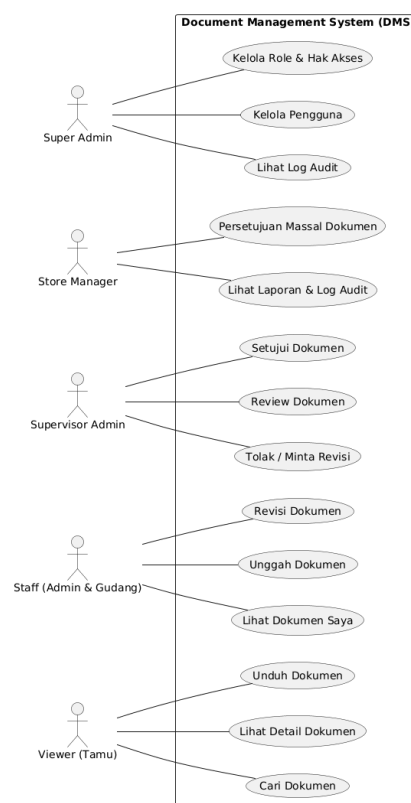 Document Management System (DMS
Kelola Role & Hak Akses
Super Admin
Kelola Pengguna
Lihat Log Audit
Persetujuan Massal Dokumen
Store Manager
Lihat Laporan & Log Audit
Setujui Dokumen
Supervisor Admin
Review Dokumen
Tolak / Minta Revisi
Revisi Dokumen
Staff (Admin & Gudang)
Unggah Dokumen
Lihat Dokumen Saya
Unduh Dokumen
Viewer (Tamu)
Lihat Detail Dokumen
Cari Dokumen